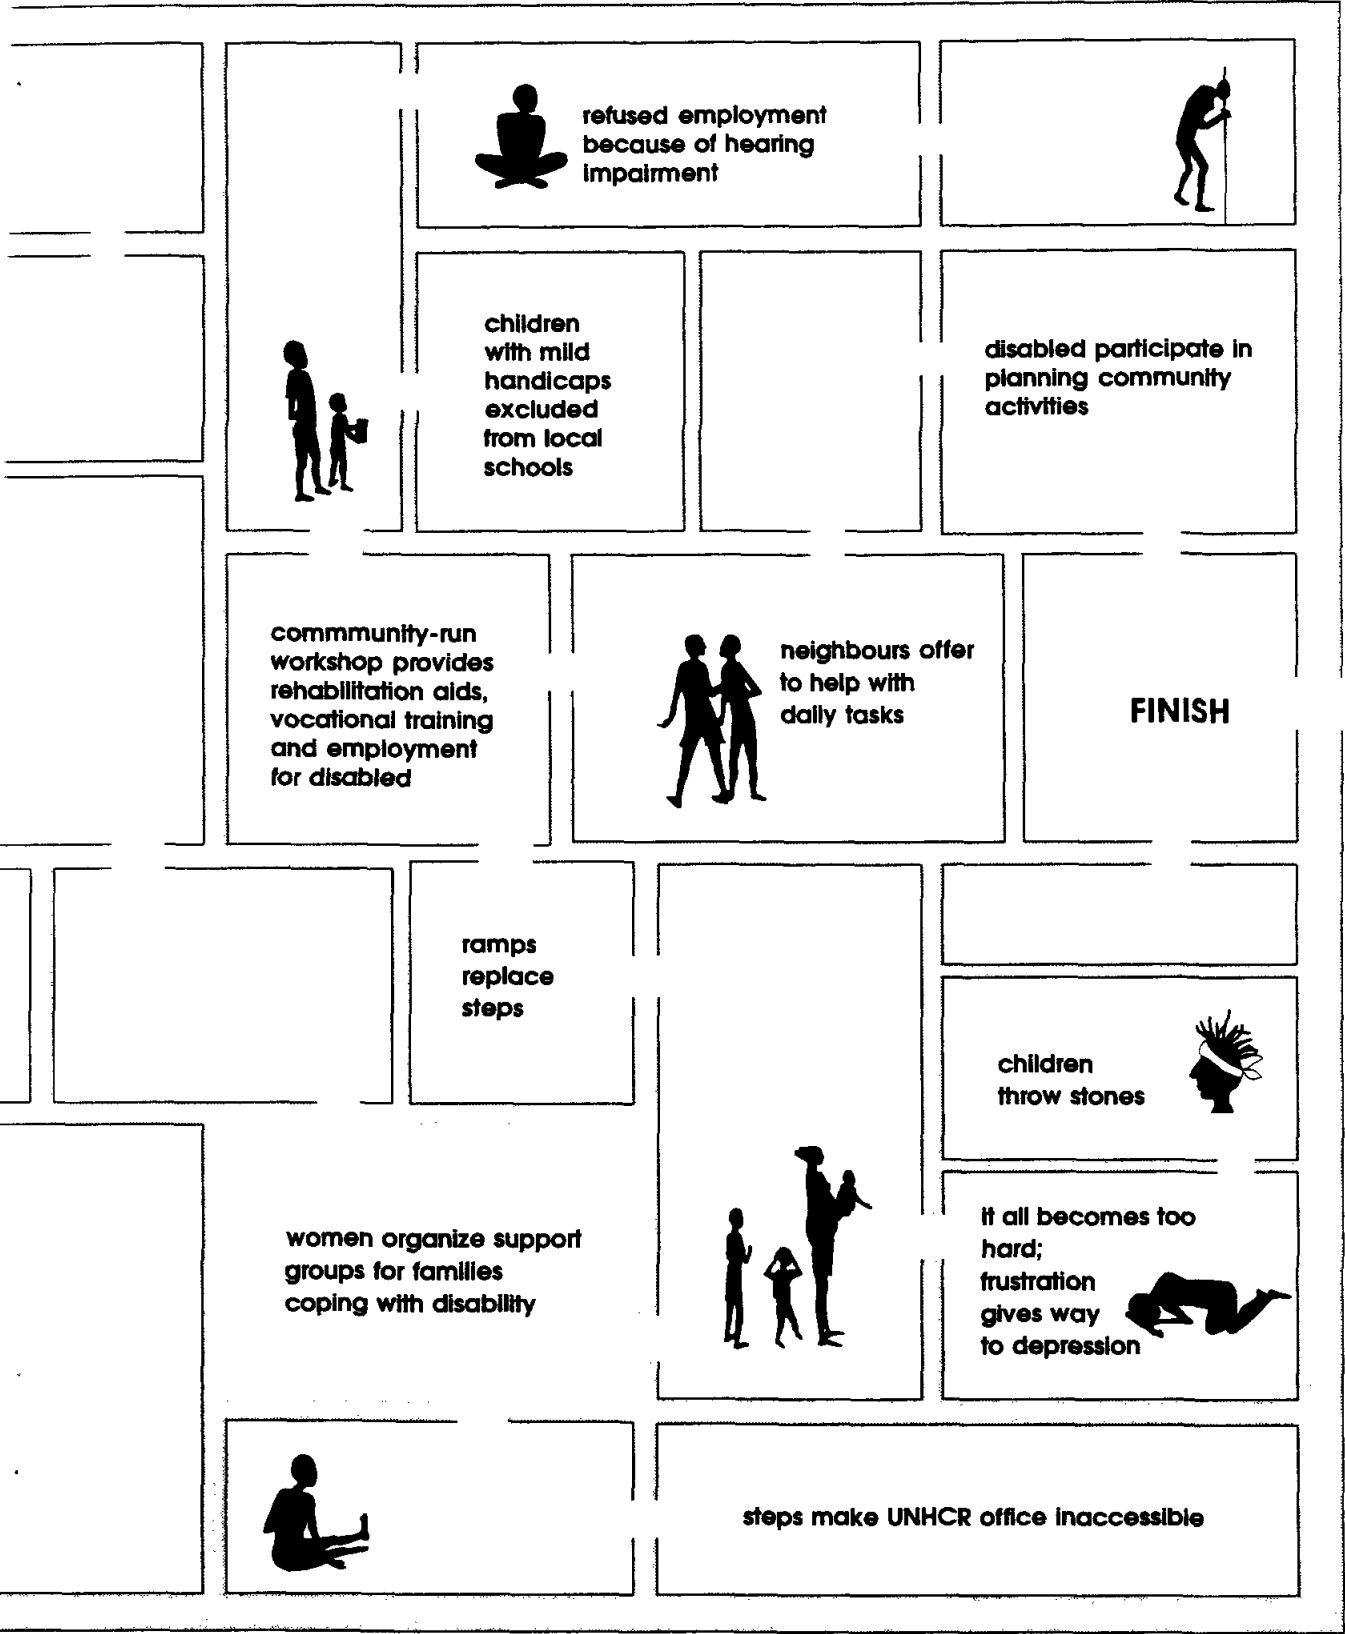 refused employment
because of hearing
impairment
children
with mild
handicaps
excluded
from local
schools
disabled participate in
planning community
activities
commmunity-run
workshop provides
rehabilitation aids,
vocational training
and employment
for disabled
neighbours offer
to help with
daily tasks
FINISH
ramps
replace
steps
children
throw stones
women organize support
groups for families
coping with disability
it all becomes too
hard;
frustration
gives way
to depression
steps make UNHCR office inaccessible